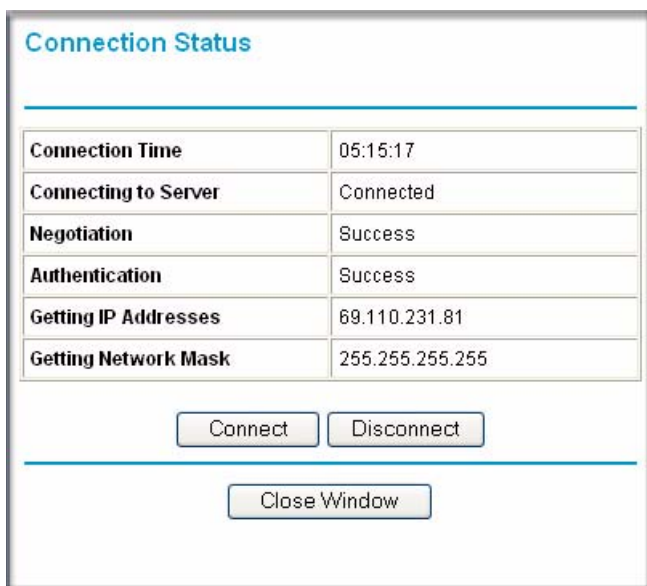 Connection Status
Connection Time 05:15:17
Connecting to Server Connected
Negotiation Success
Authentication Success
Getting IP Addresses 69.110.231.81
Getting Network Mask 255.255.255.255
Connect Disconnect
Close Window